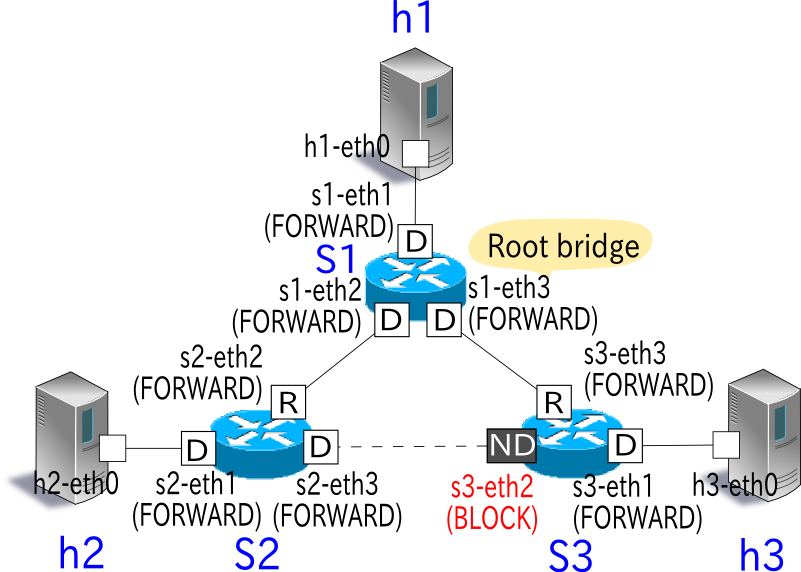 h1
h1-eth0
s1-eth1
(FORWARD)
D
S1
Root bridge
s1-eth2
(FORWARD)
s1-eth3
(FORWARD)
D
D
s2-eth2
(FORWARD)
s3-eth3
(FORWARD)
R
R
D
D
ND
D
h2-eth0
s2-eth1
(FORWARD)
s2-eth3
(FORWARD)
s3-eth2
(BLOCK)
s3-eth1
(FORWARD)
h3-eth0
h2
S2
S3
h3